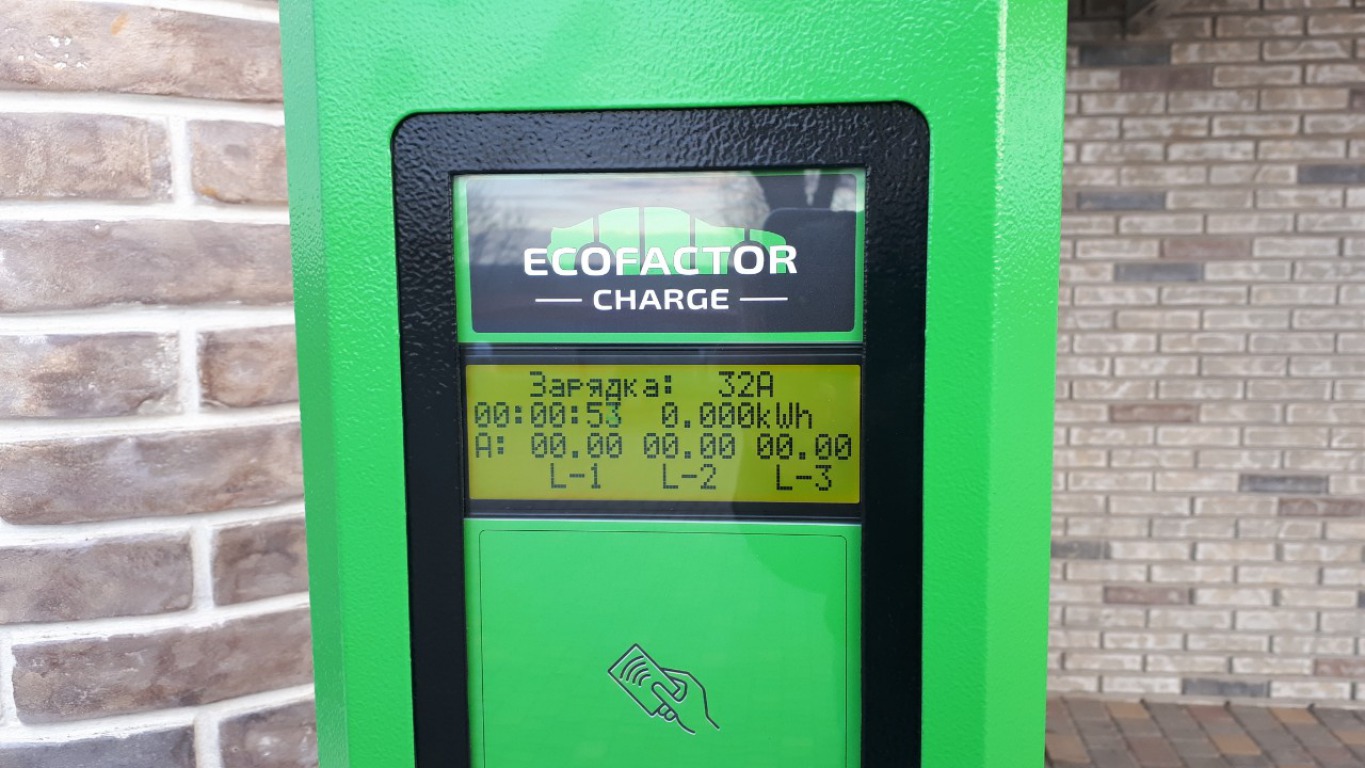 ECOFACTOR
CHARGE
Зарядка: 32A
00:00:53 0.000kWh
A: 00.00 00.00 00.00
L-1 L-2 L-3